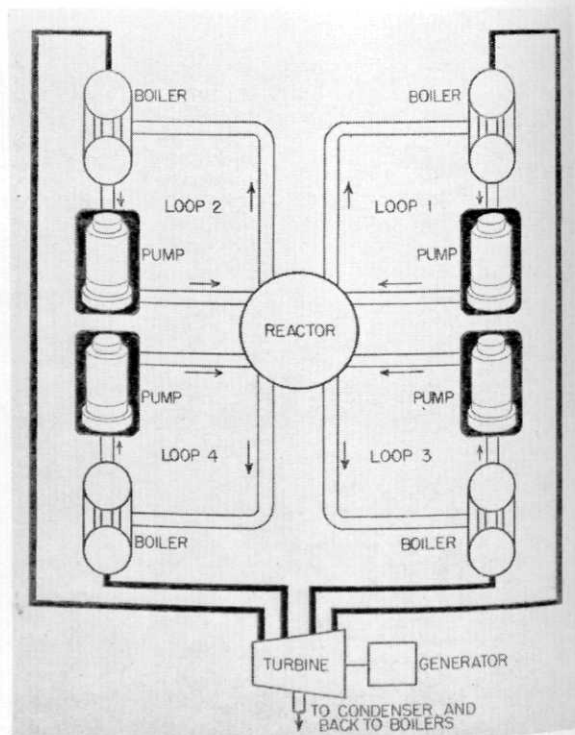 BOILER
BOILER
LOOP 2
LOOP 1
PUMP
PUMP
REACTOR
PUMP
PUMP
LOOP 4
LOOP 3
BOILER
BOILER
TURBINE
GENERATOR
TO CONDENSER AND
BACK TO BOILERS